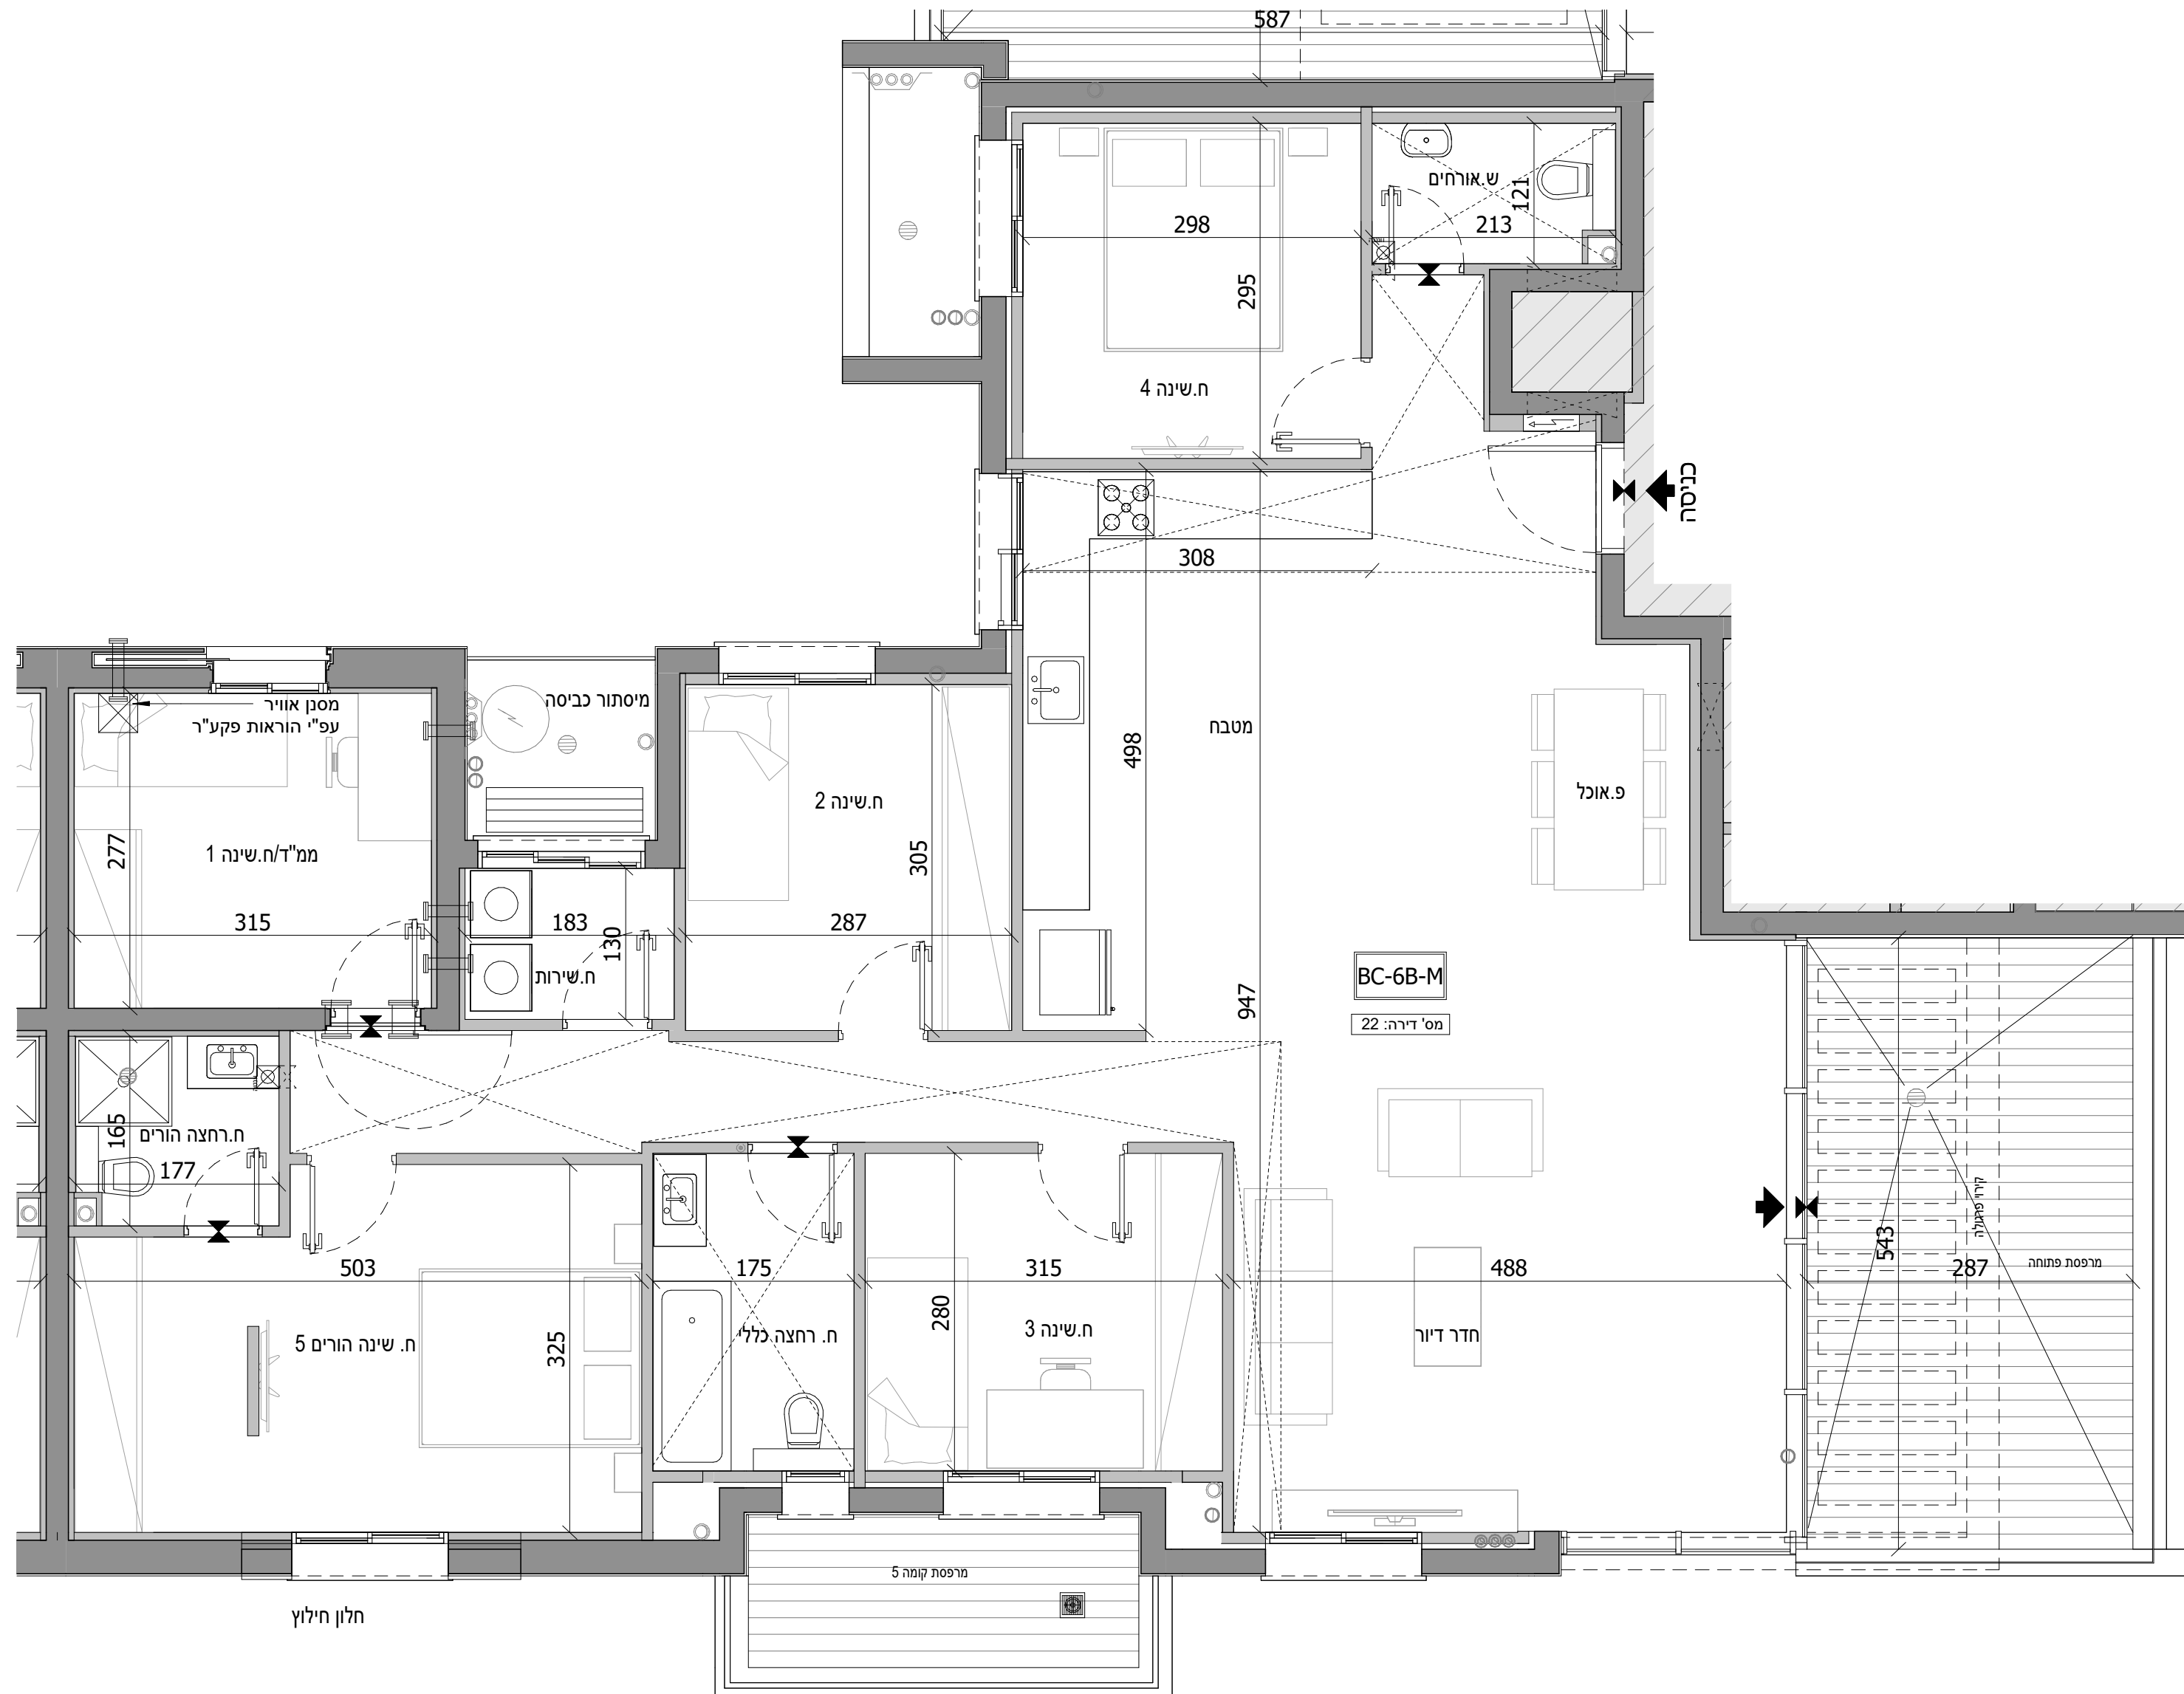 587
ש.אורחים
121
213
298
295
ח.שינה 4
כניסה
308
מסנן אוויר
עפ"י הוראות פקע"ר
מיסתור כביסה
מטבח
498
ח.שינה 2
פ.אוכל
277
ממ"ד/ח.שינה 1
305
315
183
130
287
ח.שירות
BC-6B-M
947
מס' דירה: 22
165
ח.רחצה הורים
177
קירוי פרגולה
543
מרפסת פתוחה
503
175
315
488
287
280
ח.שינה 3
ח. רחצה כללי
חדר דיור
ח. שינה הורים 5
325
מרפסת קומה 5
חלון חילוץ